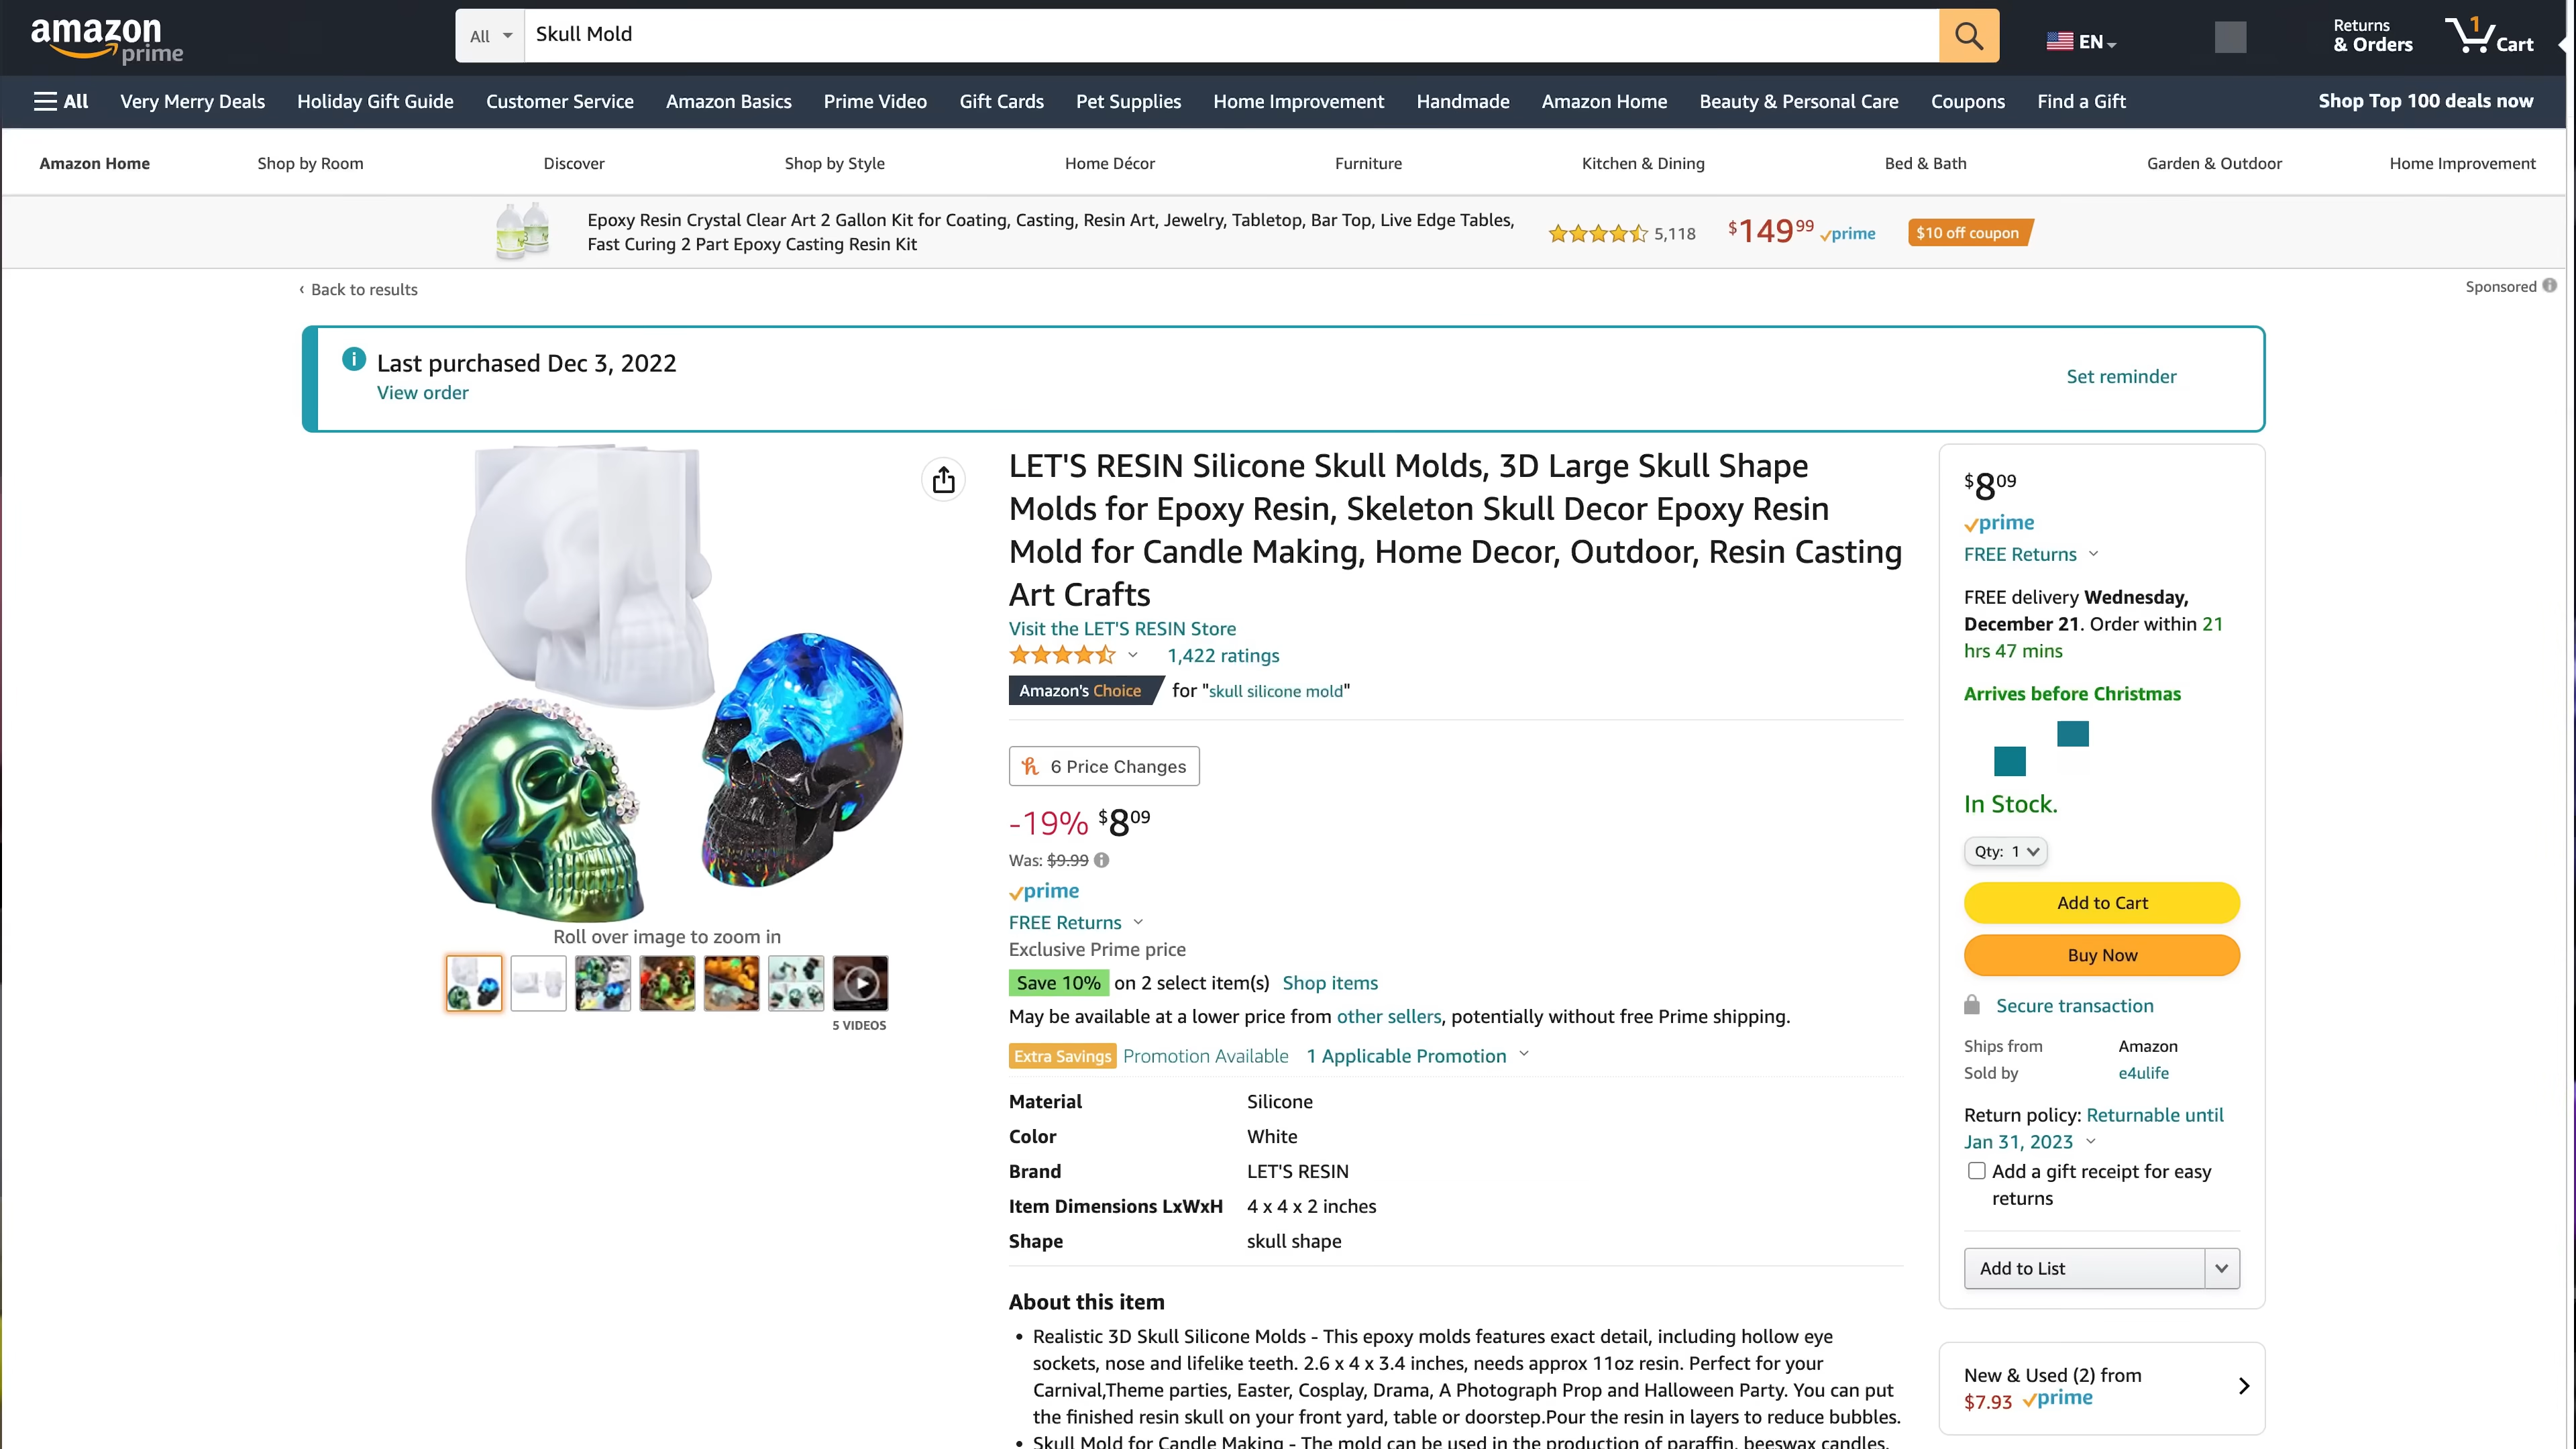 amazon
prime
All
Skull Mold
EN
Returns
& Orders
1
Cart
All
Very Merry Deals
Holiday Gift Guide
Customer Service
Amazon Basics
Prime Video
Gift Cards
Pet Supplies
Home Improvement
Handmade
Amazon Home
Beauty & Personal Care
Coupons
Find a Gift
Shop Top 100 deals now
Amazon Home
Shop by Room
Discover
Shop by Style
Home Décor
Furniture
Kitchen & Dining
Bed & Bath
Garden & Outdoor
Home Improvement
Epoxy Resin Crystal Clear Art 2 Gallon Kit for Coating, Casting, Resin Art, Jewelry, Tabletop, Bar Top, Live Edge Tables,
Fast Curing 2 Part Epoxy Casting Resin Kit
5,118
$149 99
prime
$10 off coupon
‹ Back to results
Sponsored
Last purchased Dec 3, 2022
View order
Set reminder
Roll over image to zoom in
5 VIDEOS
LET'S RESIN Silicone Skull Molds, 3D Large Skull Shape
Molds for Epoxy Resin, Skeleton Skull Decor Epoxy Resin
Mold for Candle Making, Home Decor, Outdoor, Resin Casting
Art Crafts
Visit the LET'S RESIN Store
1,422 ratings
Amazon's Choice for "skull silicone mold"
6 Price Changes
-19% $8 09
Was: $9.99
prime
FREE Returns
Exclusive Prime price
Save 10% on 2 select item(s) Shop items
May be available at a lower price from other sellers, potentially without free Prime shipping.
Extra Savings Promotion Available 1 Applicable Promotion
Material Silicone
Color White
Brand LET'S RESIN
Item Dimensions LxWxH 4 x 4 x 2 inches
Shape skull shape
About this item
• Realistic 3D Skull Silicone Molds - This epoxy molds features exact detail, including hollow eye
sockets, nose and lifelike teeth. 2.6 x 4 x 3.4 inches, needs approx 11oz resin. Perfect for your
Carnival,Theme parties, Easter, Cosplay, Drama, A Photograph Prop and Halloween Party. You can put
the finished resin skull on your front yard, table or doorstep.Pour the resin in layers to reduce bubbles.
• Skull Mold for Candle Making - The mold can be used in the production of paraffin, beeswax candles,
$8 09
prime
FREE Returns
FREE delivery Wednesday,
December 21. Order within 21
hrs 47 mins
Arrives before Christmas
In Stock.
Qty: 1
Add to Cart
Buy Now
Secure transaction
Ships from Amazon
Sold by e4ulife
Return policy: Returnable until
Jan 31, 2023
Add a gift receipt for easy
returns
Add to List
New & Used (2) from
$7.93 prime